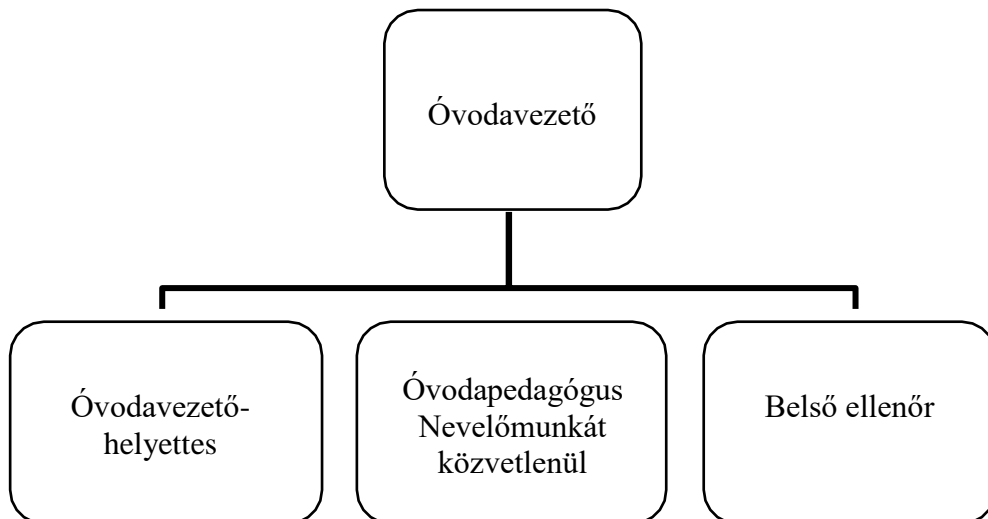 Óvodavezető
Óvodavezető-
helyettes
Óvodapedagógus
Nevelőmunkát
közvetlenül
Belső ellenőr